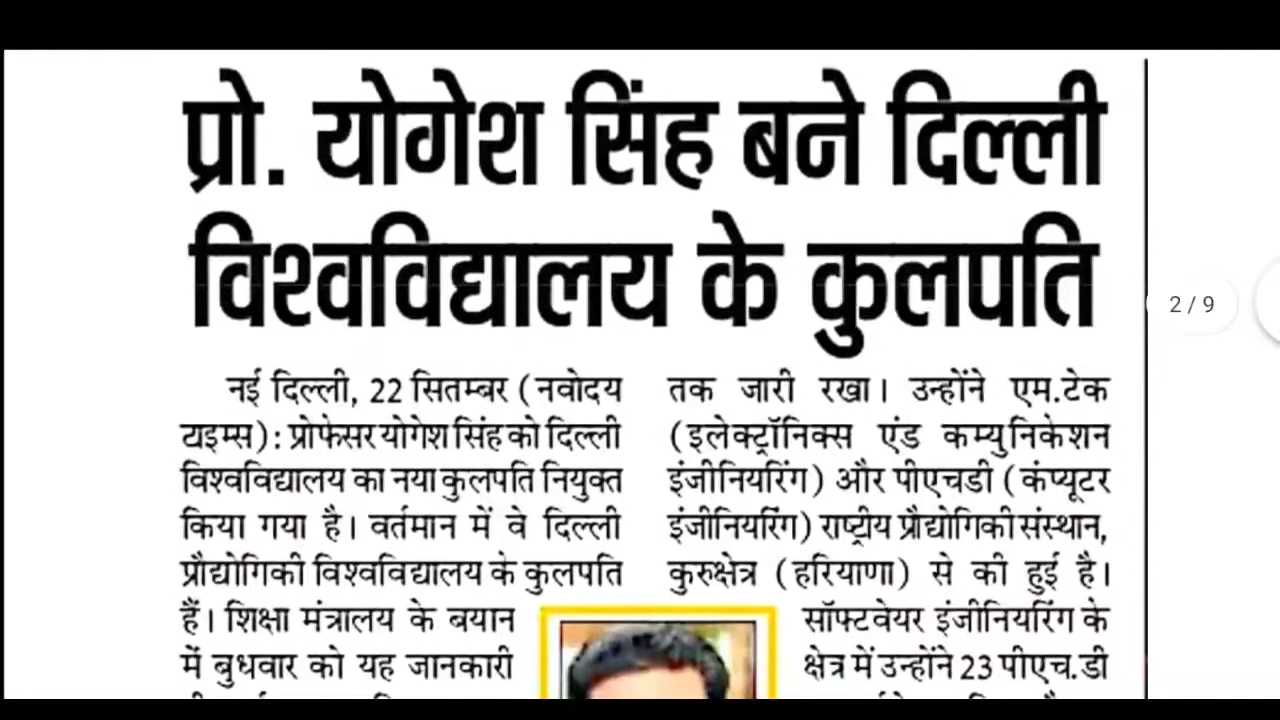 प्रो. योगेश सिंह बने दिल्ली
विश्वविद्यालय के कुलपति
नई दिल्ली, 22 सितम्बर (नवोदय
टाइम्स): प्रोफेसर योगेश सिंह को दिल्ली
विश्वविद्यालय का नया कुलपति नियुक्त
किया गया है। वर्तमान में वे दिल्ली
प्रौद्योगिकी विश्वविद्यालय के कुलपति
हैं। शिक्षा मंत्रालय के बयान
में बुधवार को यह जानकारी
तक जारी रखा। उन्होंने एम.टेक
(इलेक्ट्रॉनिक्स एंड कम्युनिकेशन
इंजीनियरिंग) और पीएचडी (कंप्यूटर
इंजीनियरिंग) राष्ट्रीय प्रौद्योगिकी संस्थान,
कुरुक्षेत्र (हरियाणा) से की हुई है।
सॉफ्टवेयर इंजीनियरिंग के
क्षेत्र में उन्होंने 23 पीएच.डी
2 / 9